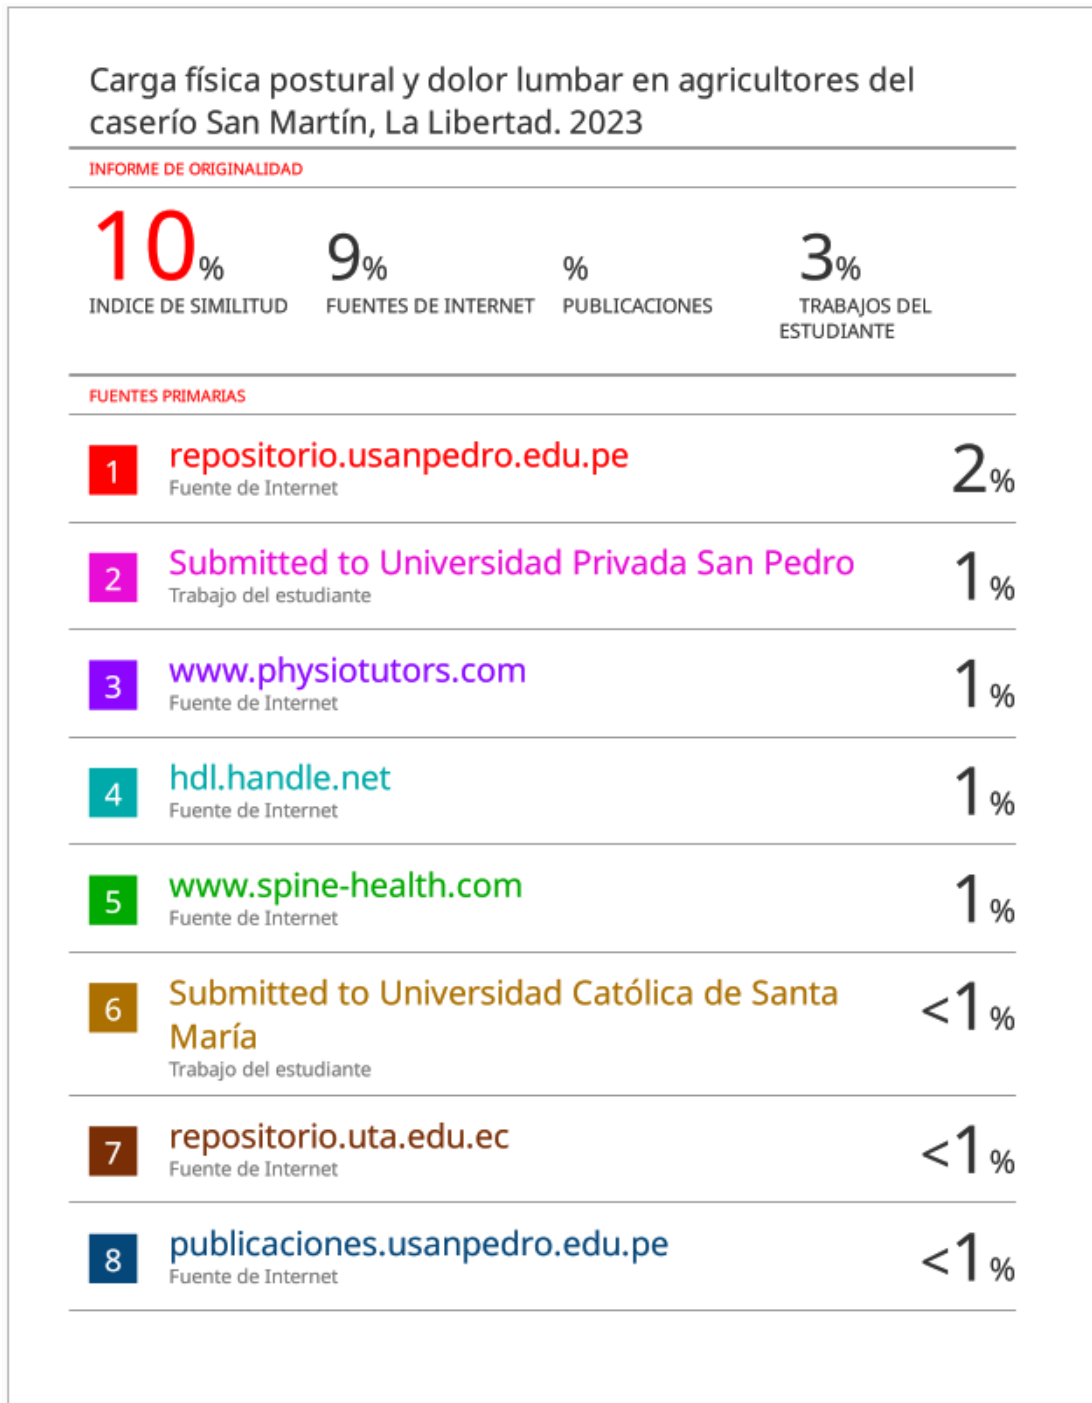 Carga física postural y dolor lumbar en agricultores del
caserío San Martín, La Libertad. 2023
INFORME DE ORIGINALIDAD
10% 9% % 3%
INDICE DE SIMILITUD FUENTES DE INTERNET PUBLICACIONES TRABAJOS DEL
ESTUDIANTE
FUENTES PRIMARIAS
1 repositorio.usanpedro.edu.pe 2%
Fuente de Internet
2 Submitted to Universidad Privada San Pedro 1%
Trabajo del estudiante
3 www.physiotutors.com 1%
Fuente de Internet
4 hdl.handle.net 1%
Fuente de Internet
5 www.spine-health.com 1%
Fuente de Internet
6 Submitted to Universidad Católica de Santa <1%
María
Trabajo del estudiante
7 repositorio.uta.edu.ec <1%
Fuente de Internet
8 publicaciones.usanpedro.edu.pe <1%
Fuente de Internet